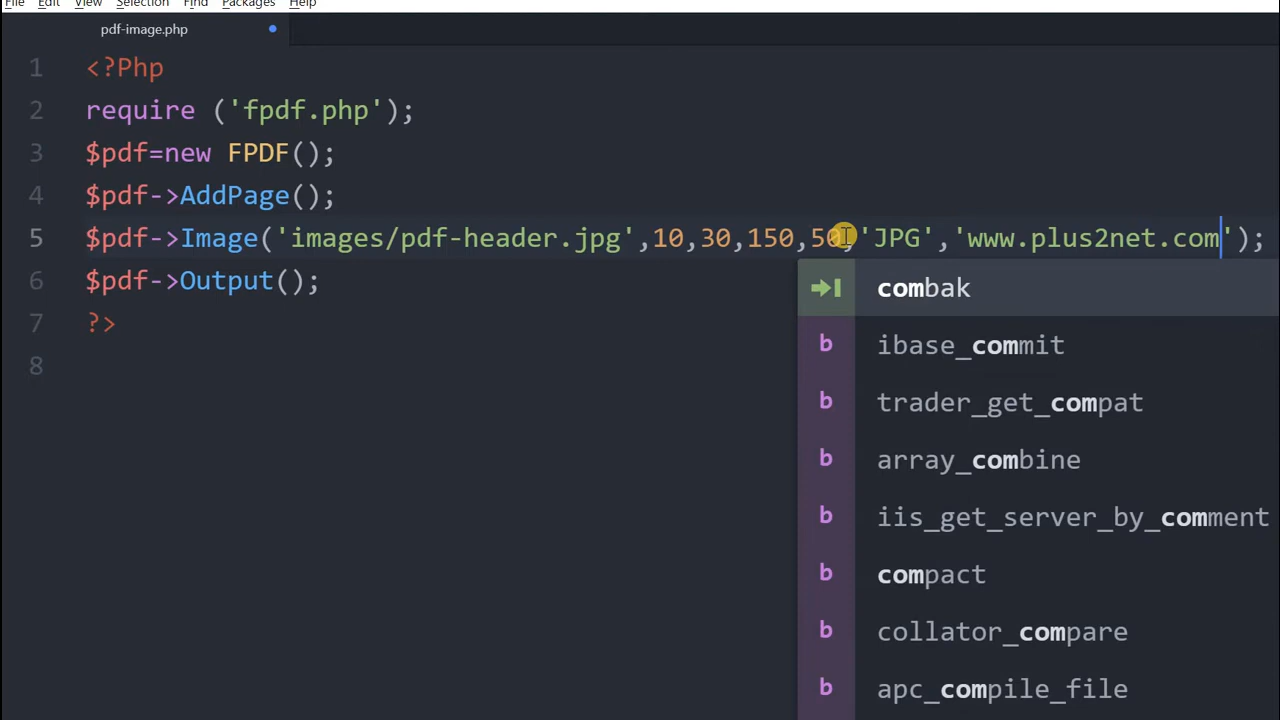 File Edit View Selection Find Packages Help
pdf-image.php
1 <?Php
2 require ('fpdf.php');
3 $pdf=new FPDF();
4 $pdf->AddPage();
5 $pdf->Image('images/pdf-header.jpg',10,30,150,50,'JPG','www.plus2net.com');
6 $pdf->Output();
7 ?>
8
combak
b ibase_commit
b trader_get_compat
b array_combine
b iis_get_server_by_comment
b compact
b collator_compare
b apc_compile_file